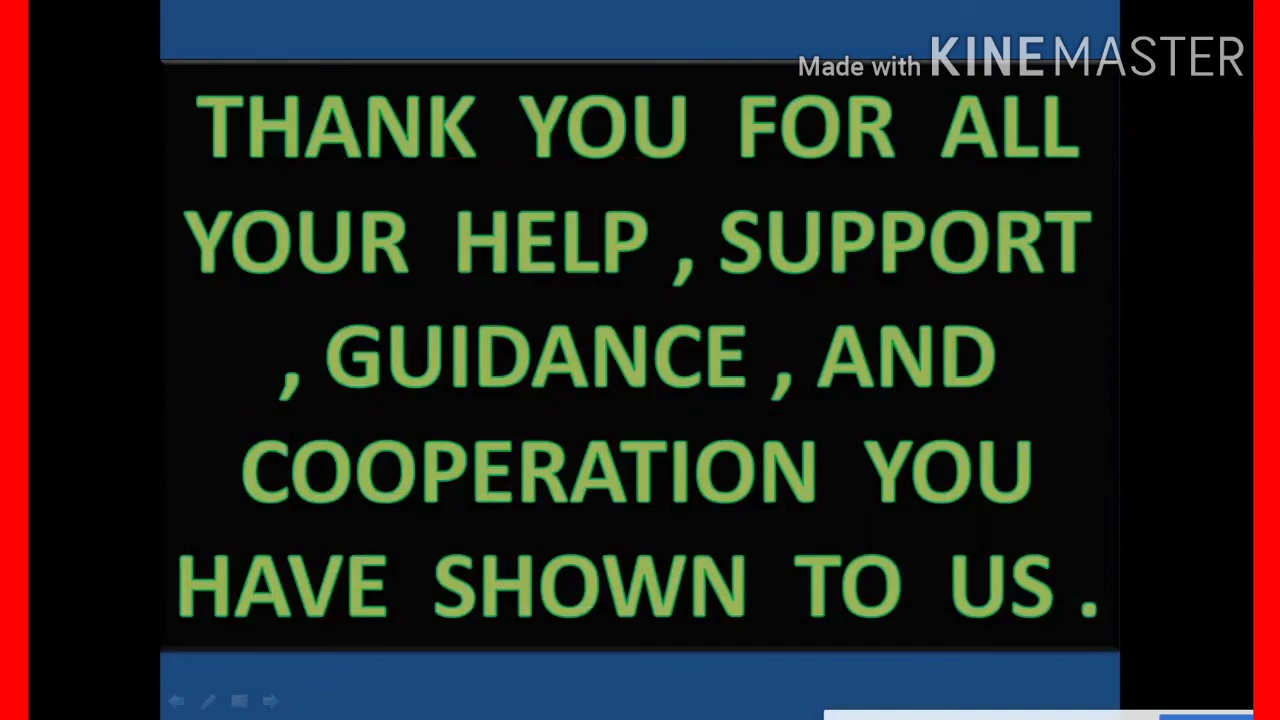 Made with KINEMASTER
THANK YOU FOR ALL
YOUR HELP , SUPPORT
, GUIDANCE , AND
COOPERATION YOU
HAVE SHOWN TO US .